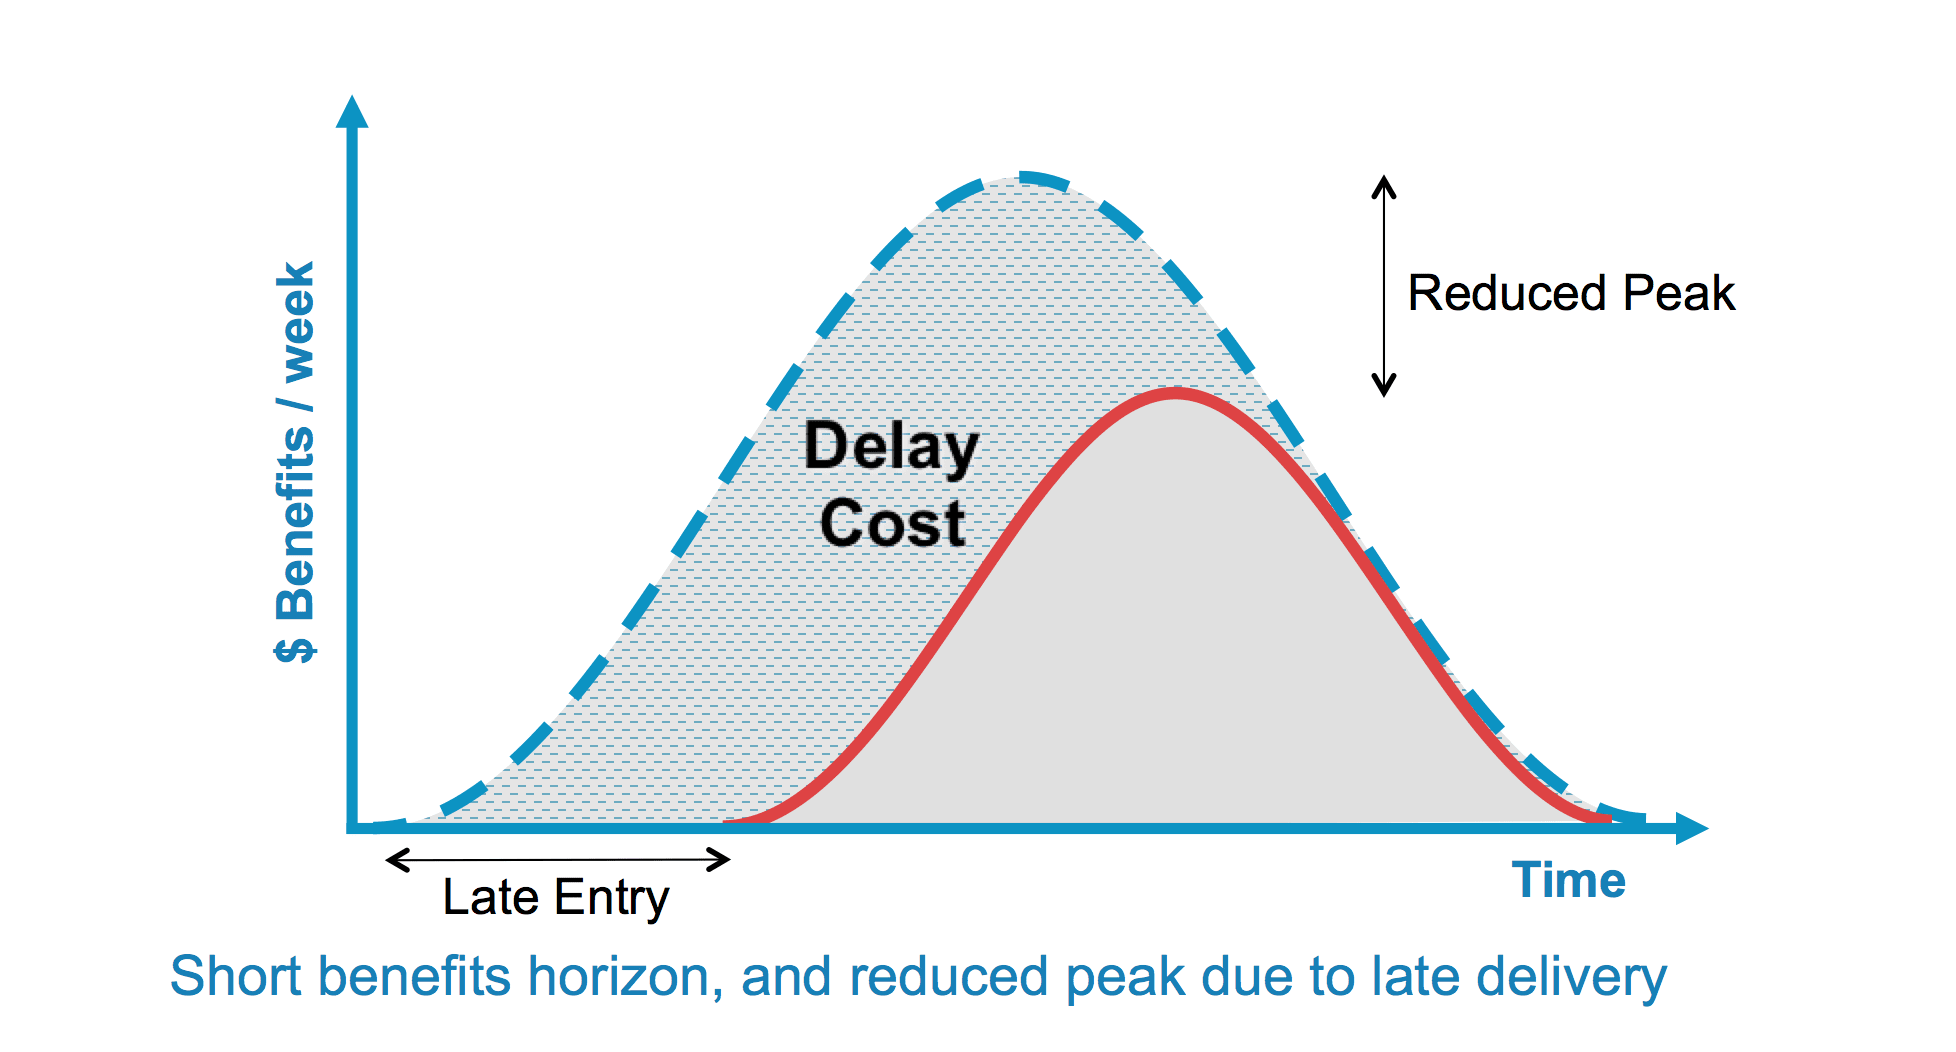 $ Benefits / week
Reduced Peak
Delay
Cost
Late Entry
Time
Short benefits horizon, and reduced peak due to late delivery